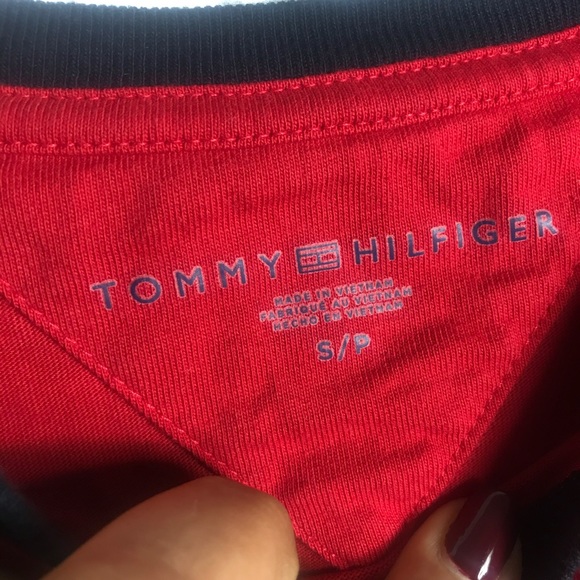 TOMMY HILFIGER
MADE IN VIETNAM
FABRIQUÉ AU VIETNAM
HECHO EN VIETNAM
S/P